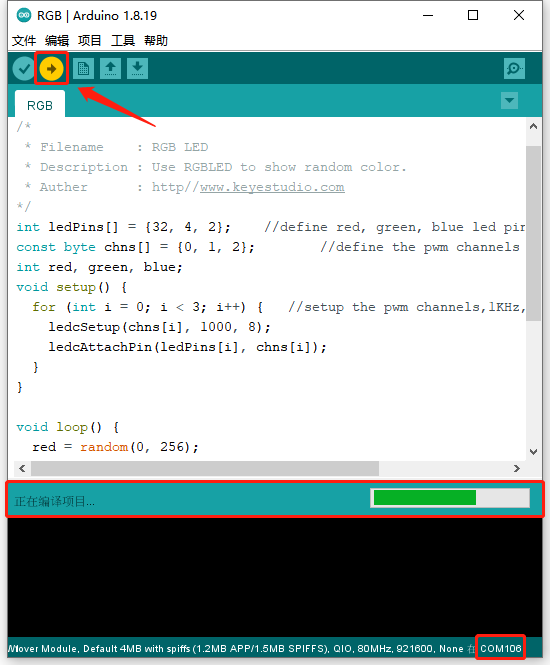 RGB | Arduino 1.8.19
文件 编辑 项目 工具 帮助
RGB
/*
 * Filename    : RGB LED
 * Description : Use RGBLED to show random color.
 * Auther      : http//www.keyestudio.com
*/
int ledPins[] = {32, 4, 2};    //define red, green, blue led pin
const byte chns[] = {0, 1, 2};        //define the pwm channels
int red, green, blue;
void setup() {
  for (int i = 0; i < 3; i++) {   //setup the pwm channels,1KHz,
    ledcSetup(chns[i], 1000, 8);
    ledcAttachPin(ledPins[i], chns[i]);
  }
}
void loop() {
  red = random(0, 256);
正在编译项目...
Wrover Module, Default 4MB with spiffs (1.2MB APP/1.5MB SPIFFS), QIO, 80MHz, 921600, None 在 COM106